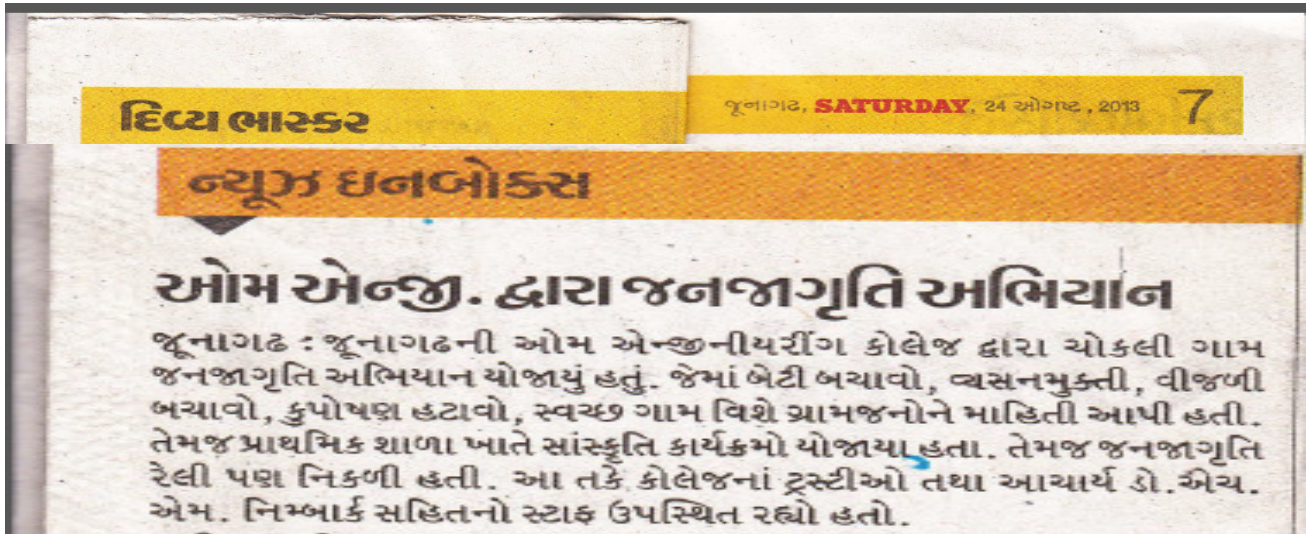 દિવ્ય ભાસ્કર
જૂનાગઢ, SATURDAY, 24 ઓગષ્ટ, 2013 7
ન્યૂઝ ઇનબોક્સ
ઓમ એન્જી. દ્વારા જનજાગૃતિ અભિયાન
જૂનાગઢ : જૂનાગઢની ઓમ એન્જીનીયરીંગ કોલેજ દ્વારા ચોકલી ગામ
જનજાગૃતિ અભિયાન યોજાયું હતું. જેમાં બેટી બચાવો, વ્યસનમુક્તી, વીજળી
બચાવો, કુપોષણ હટાવો, સ્વચ્છ ગામ વિશે ગ્રામજનોને માહિતી આપી હતી.
તેમજ પ્રાથમિક શાળા ખાતે સાંસ્કૃતિ કાર્યક્રમો યોજાયા હતા. તેમજ જનજાગૃતિ
રેલી પણ નિકળી હતી. આ તકે કોલેજનાં ટ્રસ્ટીઓ તથા આચાર્ય ડો.એચ.
એમ. નિમ્બાર્ક સહિતનો સ્ટાફ ઉપસ્થિત રહ્યો હતો.